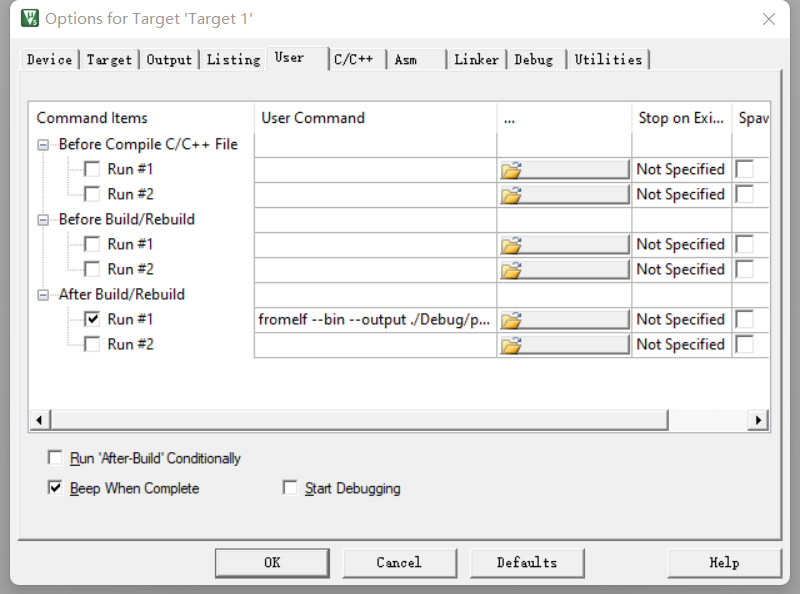 Options for Target 'Target 1'
Device Target Output Listing User C/C++ Asm Linker Debug Utilities
Command Items User Command ... Stop on Exi... Spaw
Before Compile C/C++ File
Run #1 Not Specified
Run #2 Not Specified
Before Build/Rebuild
Run #1 Not Specified
Run #2 Not Specified
After Build/Rebuild
Run #1 fromelf --bin --output ./Debug/p... Not Specified
Run #2 Not Specified
Run 'After-Build' Conditionally
Beep When Complete Start Debugging
OK Cancel Defaults Help